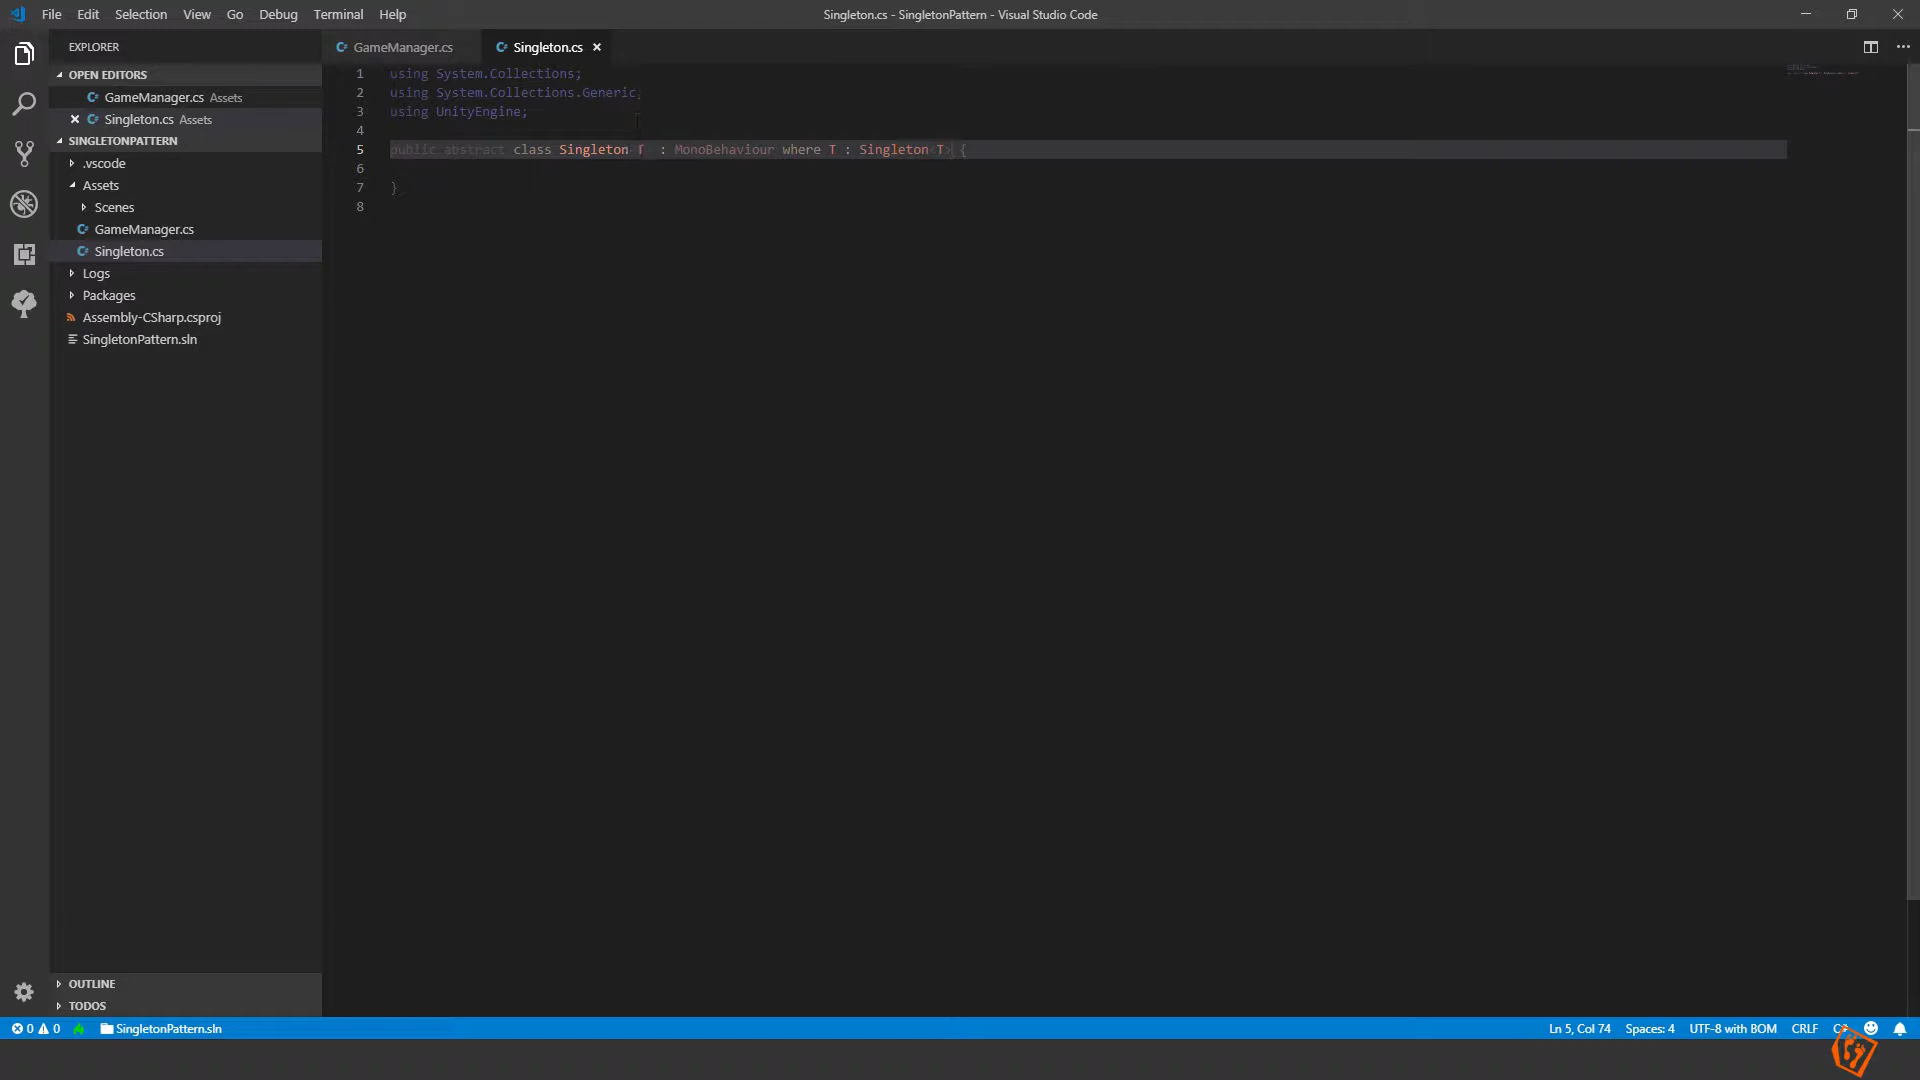 File Edit Selection View Go Debug Terminal Help
Singleton.cs - SingletonPattern - Visual Studio Code
EXPLORER
OPEN EDITORS
GameManager.cs Assets
Singleton.cs Assets
SINGLETONPATTERN
.vscode
Assets
Scenes
GameManager.cs
Singleton.cs
Logs
Packages
Assembly-CSharp.csproj
SingletonPattern.sln
OUTLINE
TODOS
GameManager.cs
Singleton.cs
1 using System.Collections;
2 using System.Collections.Generic;
3 using UnityEngine;
4
5 public abstract class Singleton<T> : MonoBehaviour where T : Singleton<T> {
6
7 }
8
0 0 SingletonPattern.sln
Ln 5, Col 74 Spaces: 4 UTF-8 with BOM CRLF C#